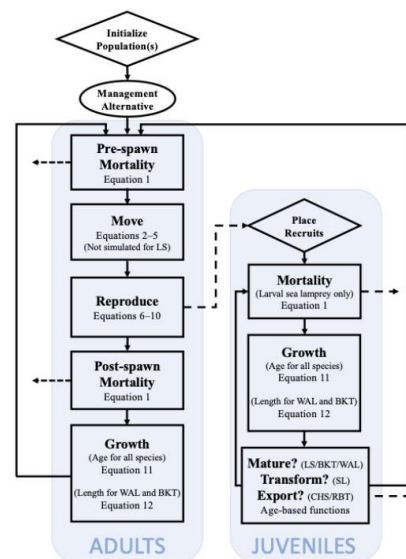 Initialize
Population(s)
Management
Alternative
Pre-spawn
Mortality
Equation 1
Move
Equations 2–5
(Not simulated for LS)
Reproduce
Equations 6–10
Post-spawn
Mortality
Equation 1
Growth
(Age for all species)
Equation 11
(Length for WAL and BKT)
Equation 12
ADULTS
Place
Recruits
Mortality
(Larval sea lamprey only)
Equation 1
Growth
(Age for all species)
Equation 11
(Length for WAL and BKT)
Equation 12
Mature? (LS/BKT/WAL)
Transform? (SL)
Export? (CHS/RBT)
Age-based functions
JUVENILES